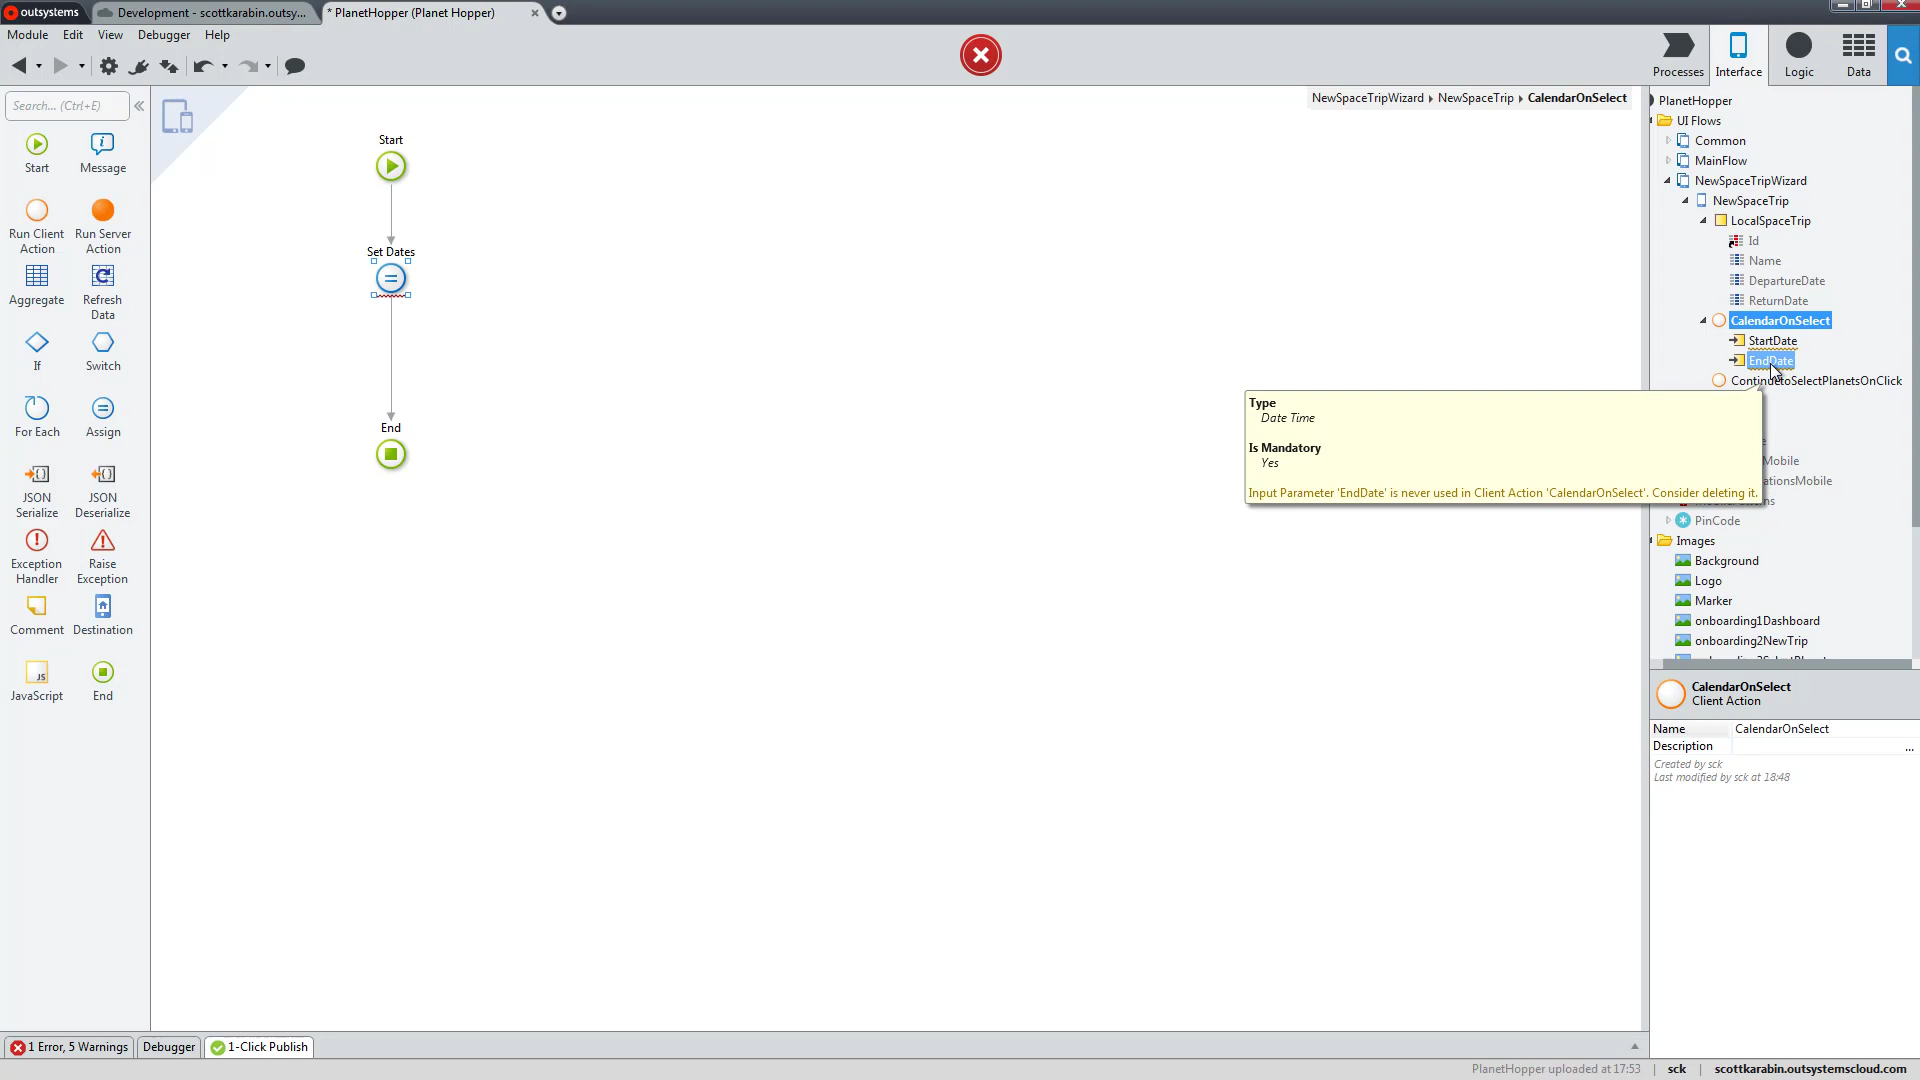 outsystems
Development - scottkarabin.outsy...
* PlanetHopper (Planet Hopper)
Module
Edit
View
Debugger
Help
Processes
Interface
Logic
Data
Search... (Ctrl+E)
NewSpaceTripWizard
NewSpaceTrip
CalendarOnSelect
Start
Message
Run Client
Action
Run Server
Action
Aggregate
Refresh
Data
If
Switch
For Each
Assign
JSON
Serialize
JSON
Deserialize
Exception
Handler
Raise
Exception
Comment
Destination
JS
JavaScript
End
Start
Set Dates
End
PlanetHopper
UI Flows
Common
MainFlow
NewSpaceTripWizard
NewSpaceTrip
LocalSpaceTrip
Id
Name
DepartureDate
ReturnDate
CalendarOnSelect
StartDate
EndDate
ContinuetoSelectPlanetsOnClick
Type
Date Time
Is Mandatory
Yes
Input Parameter 'EndDate' is never used in Client Action 'CalendarOnSelect'. Consider deleting it.
Mobile
ationsMobile
PinCode
Images
Background
Logo
Marker
onboarding1Dashboard
onboarding2NewTrip
CalendarOnSelect
Client Action
Name
CalendarOnSelect
Description
...
Created by sck
Last modified by sck at 18:48
1 Error, 5 Warnings
Debugger
1-Click Publish
PlanetHopper uploaded at 17:53
sck
scottkarabin.outsystemscloud.com